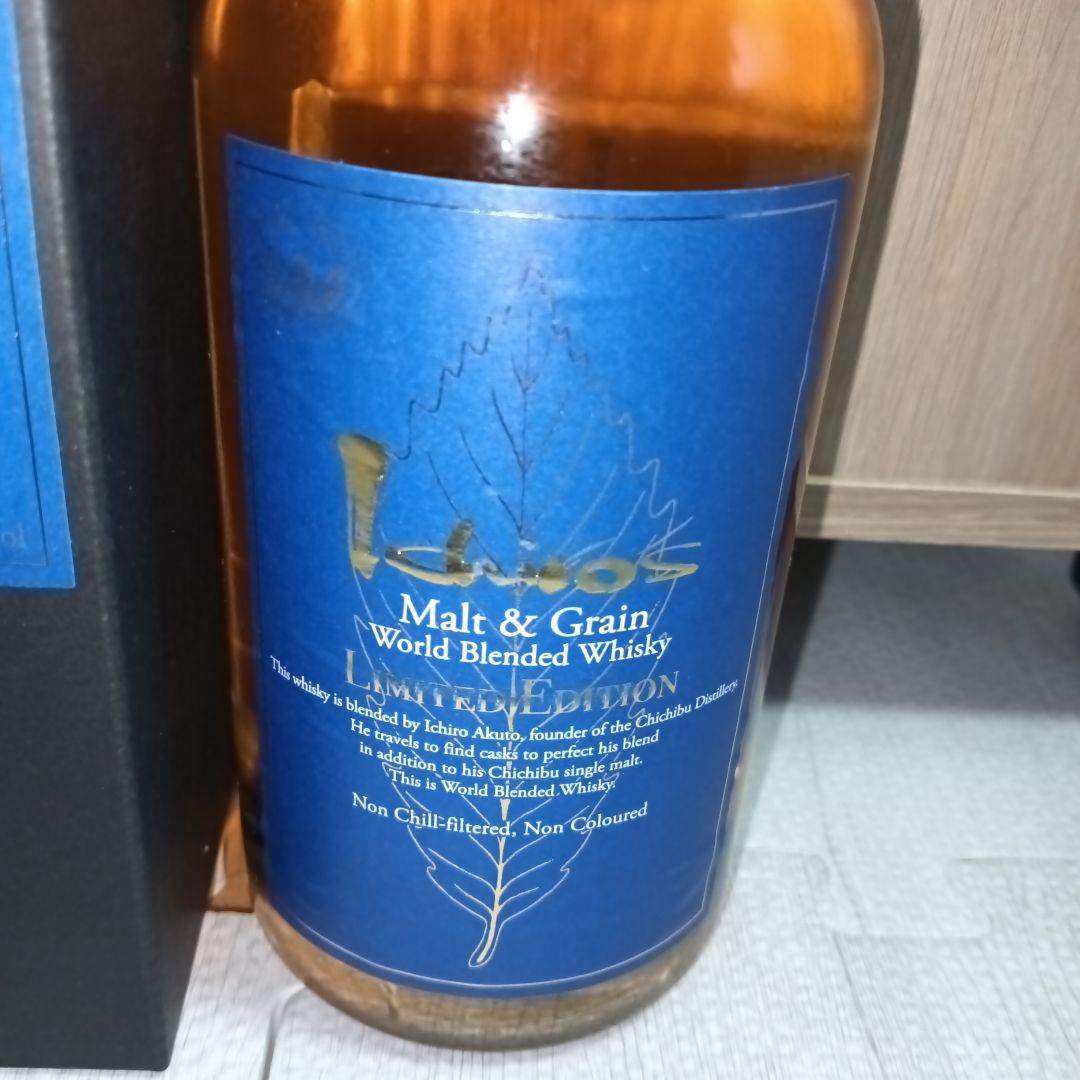 Ichiro's
Malt & Grain
World Blended Whisky
LIMITED EDITION
This whisky is blended by Ichiro Akuto, founder of the Chichibu Distillery.
He travels to find casks to perfect his blend
in addition to his Chichibu single malt.
This is World Blended Whisky.
Non Chill-filtered, Non Coloured